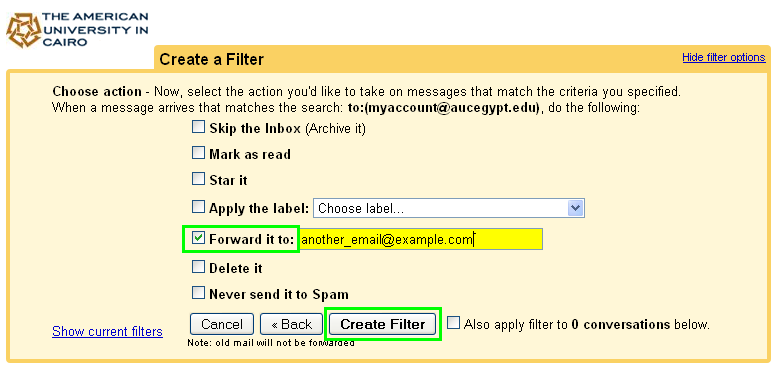 THE AMERICAN
UNIVERSITY IN
CAIRO
Create a Filter
Hide filter options
Choose action - Now, select the action you'd like to take on messages that match the criteria you specified.
When a message arrives that matches the search: to:(myaccount@aucegypt.edu), do the following:
Skip the Inbox (Archive it)
Mark as read
Star it
Apply the label: Choose label...
Forward it to: another_email@example.com
Delete it
Never send it to Spam
Show current filters Cancel « Back Create Filter Also apply filter to 0 conversations below.
Note: old mail will not be forwarded